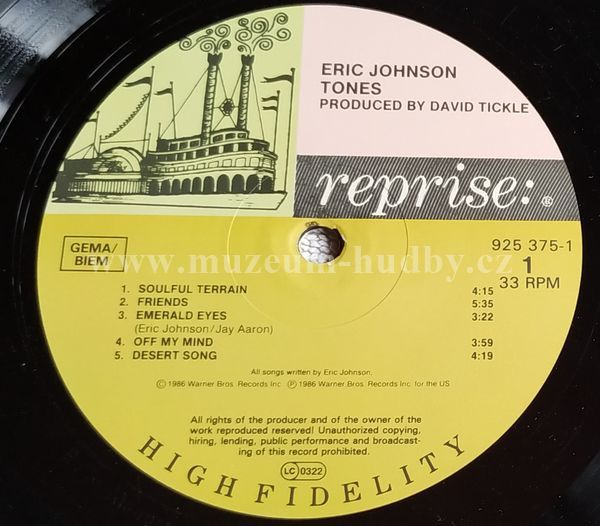 ERIC JOHNSON
TONES
PRODUCED BY DAVID TICKLE
reprise:®
GEMA/
BIEM
925 375-1
1
33 RPM
www.muzeum-hudby.cz
1. SOULFUL TERRAIN 4:15
2. FRIENDS 5:35
3. EMERALD EYES 3:22
(Eric Johnson/Jay Aaron)
4. OFF MY MIND 3:59
5. DESERT SONG 4:19
All songs written by Eric Johnson.
© 1986 Warner Bros. Records Inc. ℗ 1986 Warner Bros. Records Inc. for the US
All rights of the producer and of the owner of the
work reproduced reserved! Unauthorized copying,
hiring, lending, public performance and broadcast-
ing of this record prohibited.
LC 0322
HIGH FIDELITY